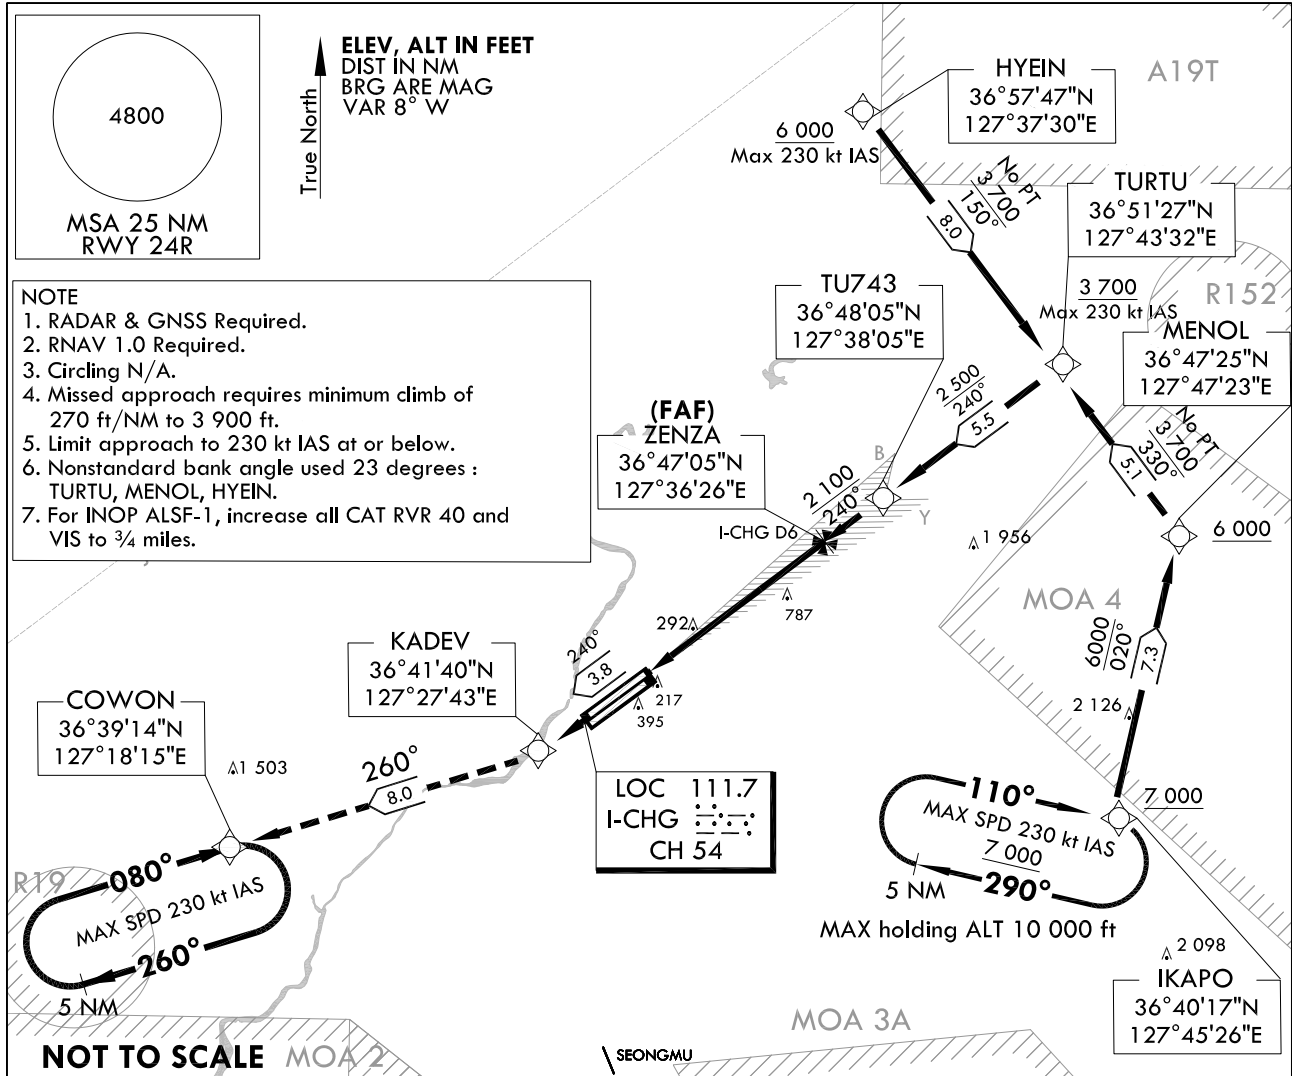 4800
MSA 25 NM
RWY 24R
True North
ELEV, ALT IN FEET
DIST IN NM
BRG ARE MAG
VAR 8° W
NOTE
1. RADAR & GNSS Required.
2. RNAV 1.0 Required.
3. Circling N/A.
4. Missed approach requires minimum climb of
270 ft/NM to 3 900 ft.
5. Limit approach to 230 kt IAS at or below.
6. Nonstandard bank angle used 23 degrees :
TURTU, MENOL, HYEIN.
7. For INOP ALSF-1, increase all CAT RVR 40 and
VIS to ¾ miles.
HYEIN
36°57'47"N
127°37'30"E
A19T
6 000
Max 230 kt IAS
No PT
3 700
150°
8.0
TURTU
36°51'27"N
127°43'32"E
3 700
Max 230 kt IAS
R152
TU743
36°48'05"N
127°38'05"E
MENOL
36°47'25"N
127°47'23"E
2 500
240°
5.5
No PT
3 700
330°
5.1
(FAF)
ZENZA
36°47'05"N
127°36'26"E
B
Y
2 100
240°
I-CHG D6
1 956
6 000
787
292
MOA 4
6000
020°
7.3
KADEV
36°41'40"N
127°27'43"E
240°
3.8
217
395
2 126
COWON
36°39'14"N
127°18'15"E
1 503
260°
8.0
LOC 111.7
I-CHG
CH 54
110°
MAX SPD 230 kt IAS
7 000
290°
5 NM
7 000
MAX holding ALT 10 000 ft
R19
080°
MAX SPD 230 kt IAS
260°
5 NM
2 098
IKAPO
36°40'17"N
127°45'26"E
MOA 3A
NOT TO SCALE
MOA 2
SEONGMU